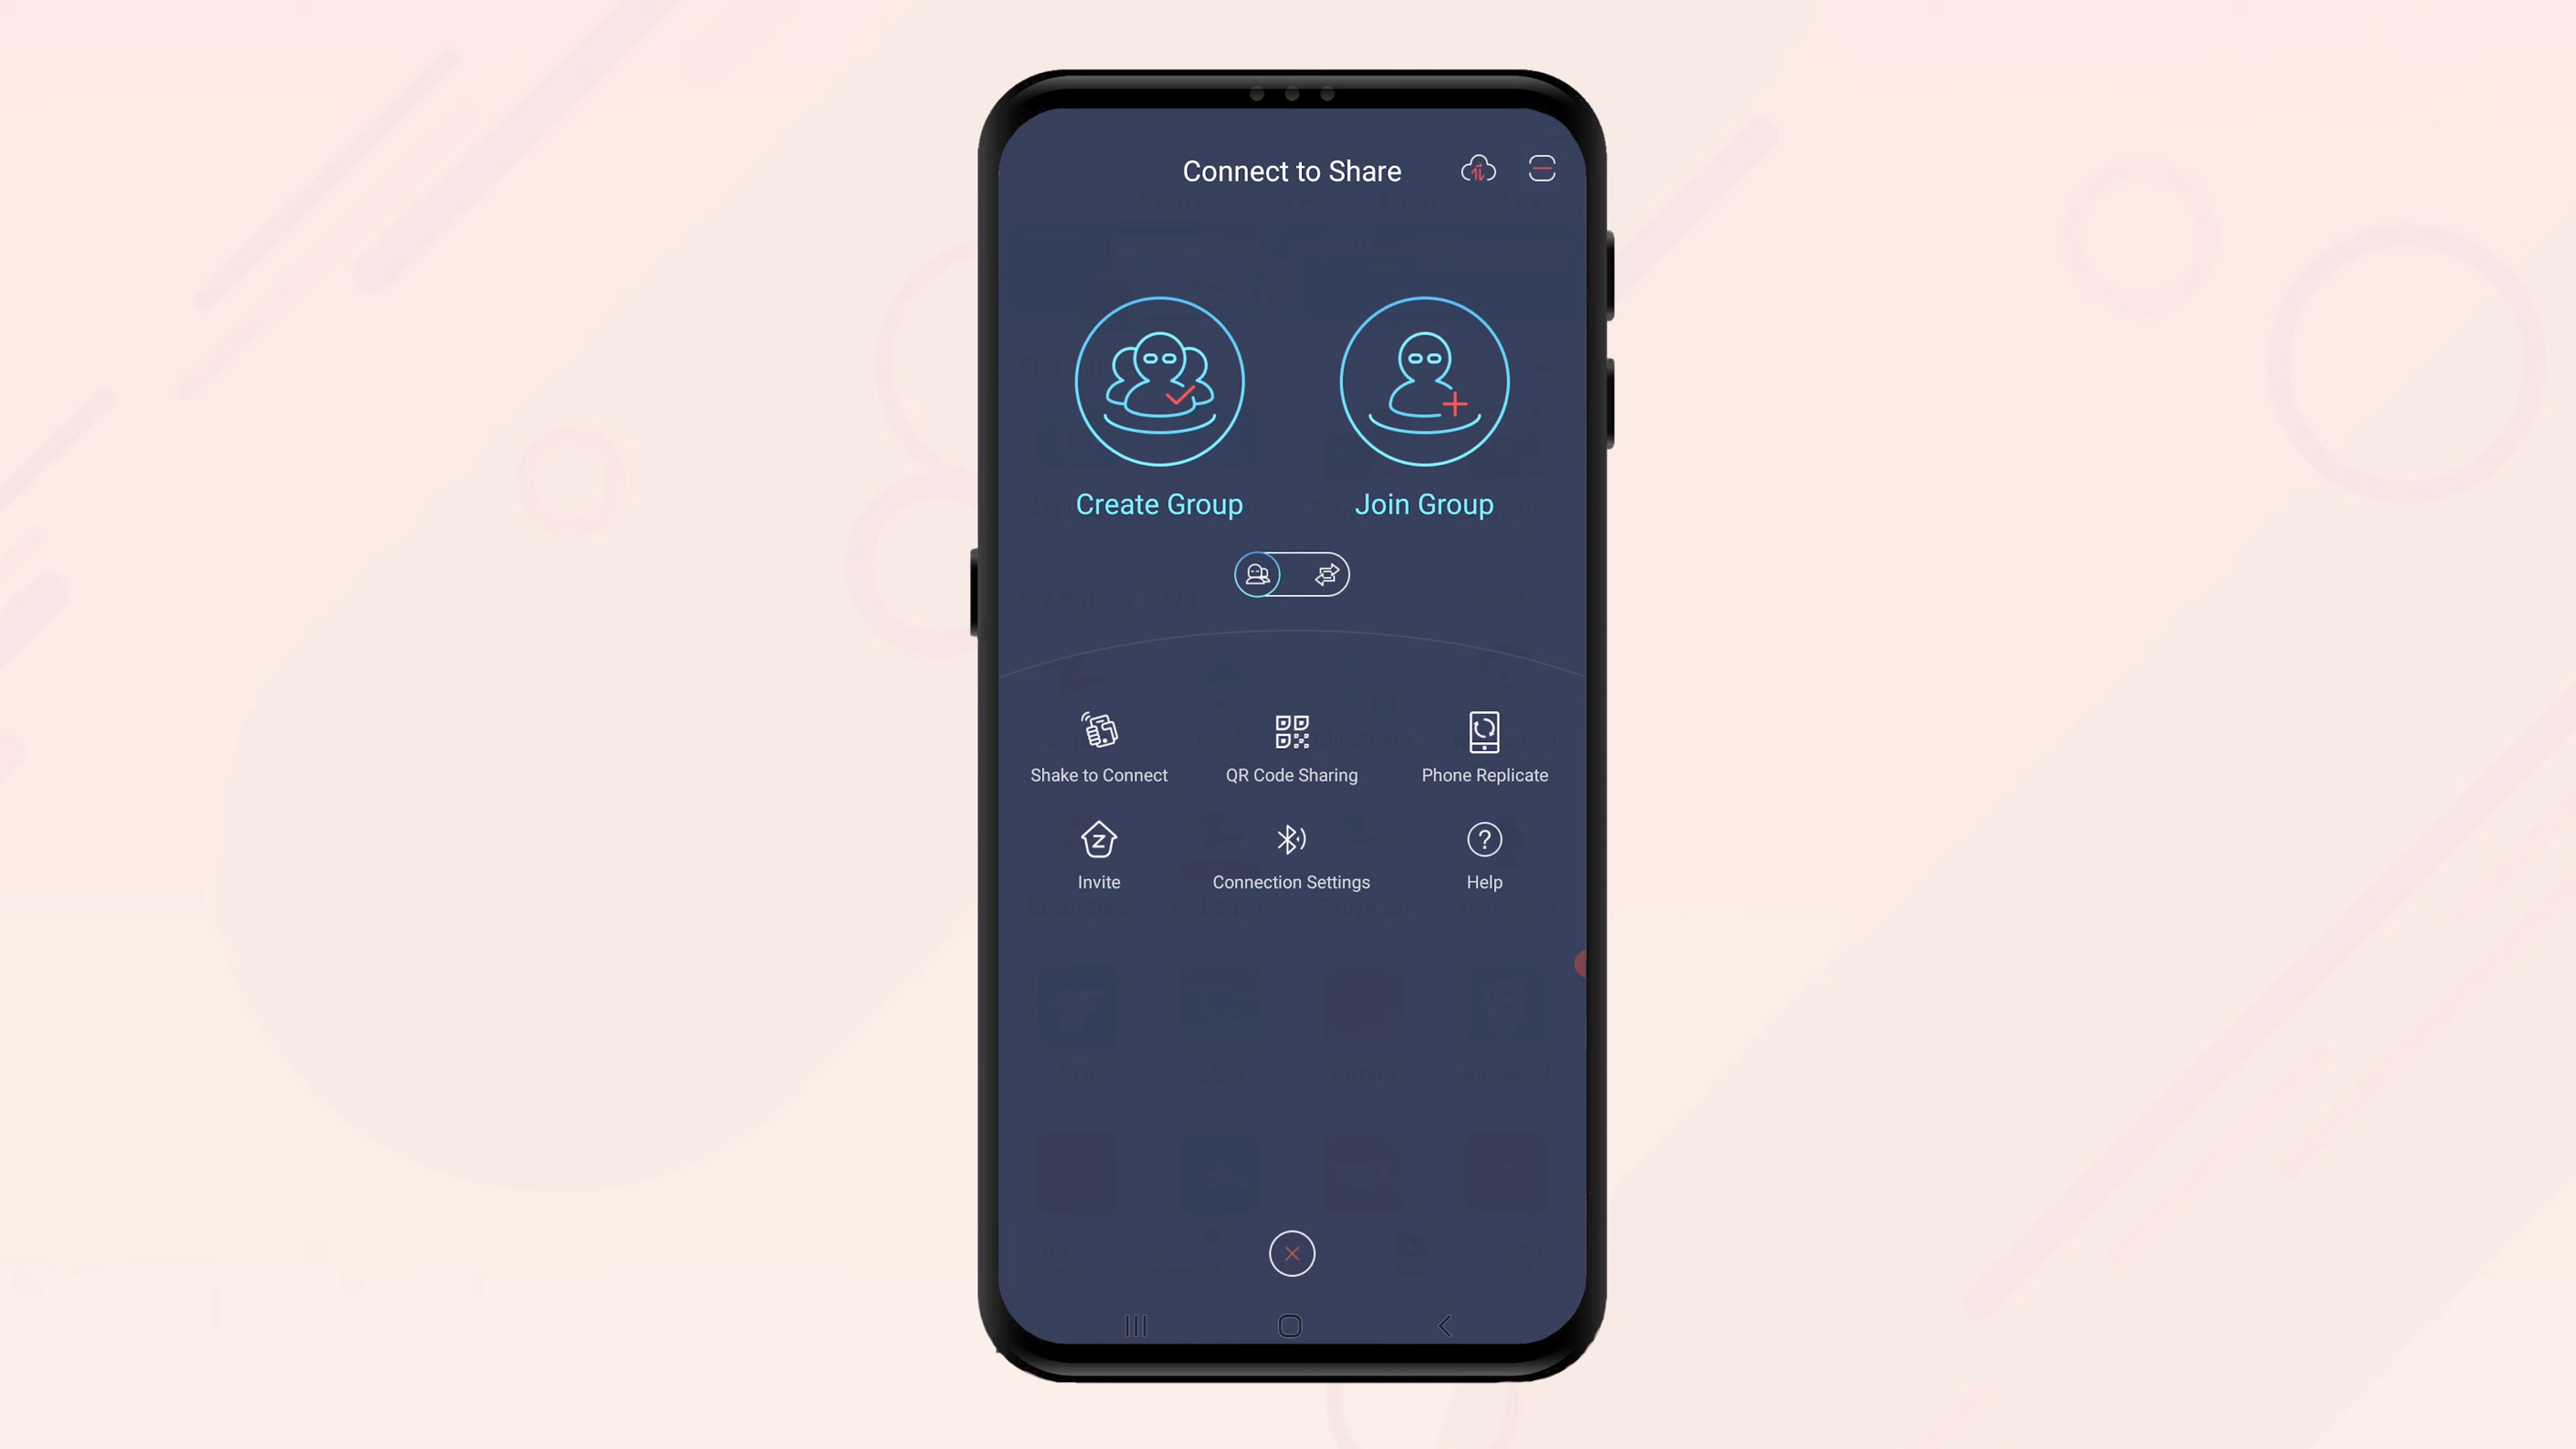 Connect to Share
Create Group Join Group
Shake to Connect QR Code Sharing Phone Replicate
Invite Connection Settings Help